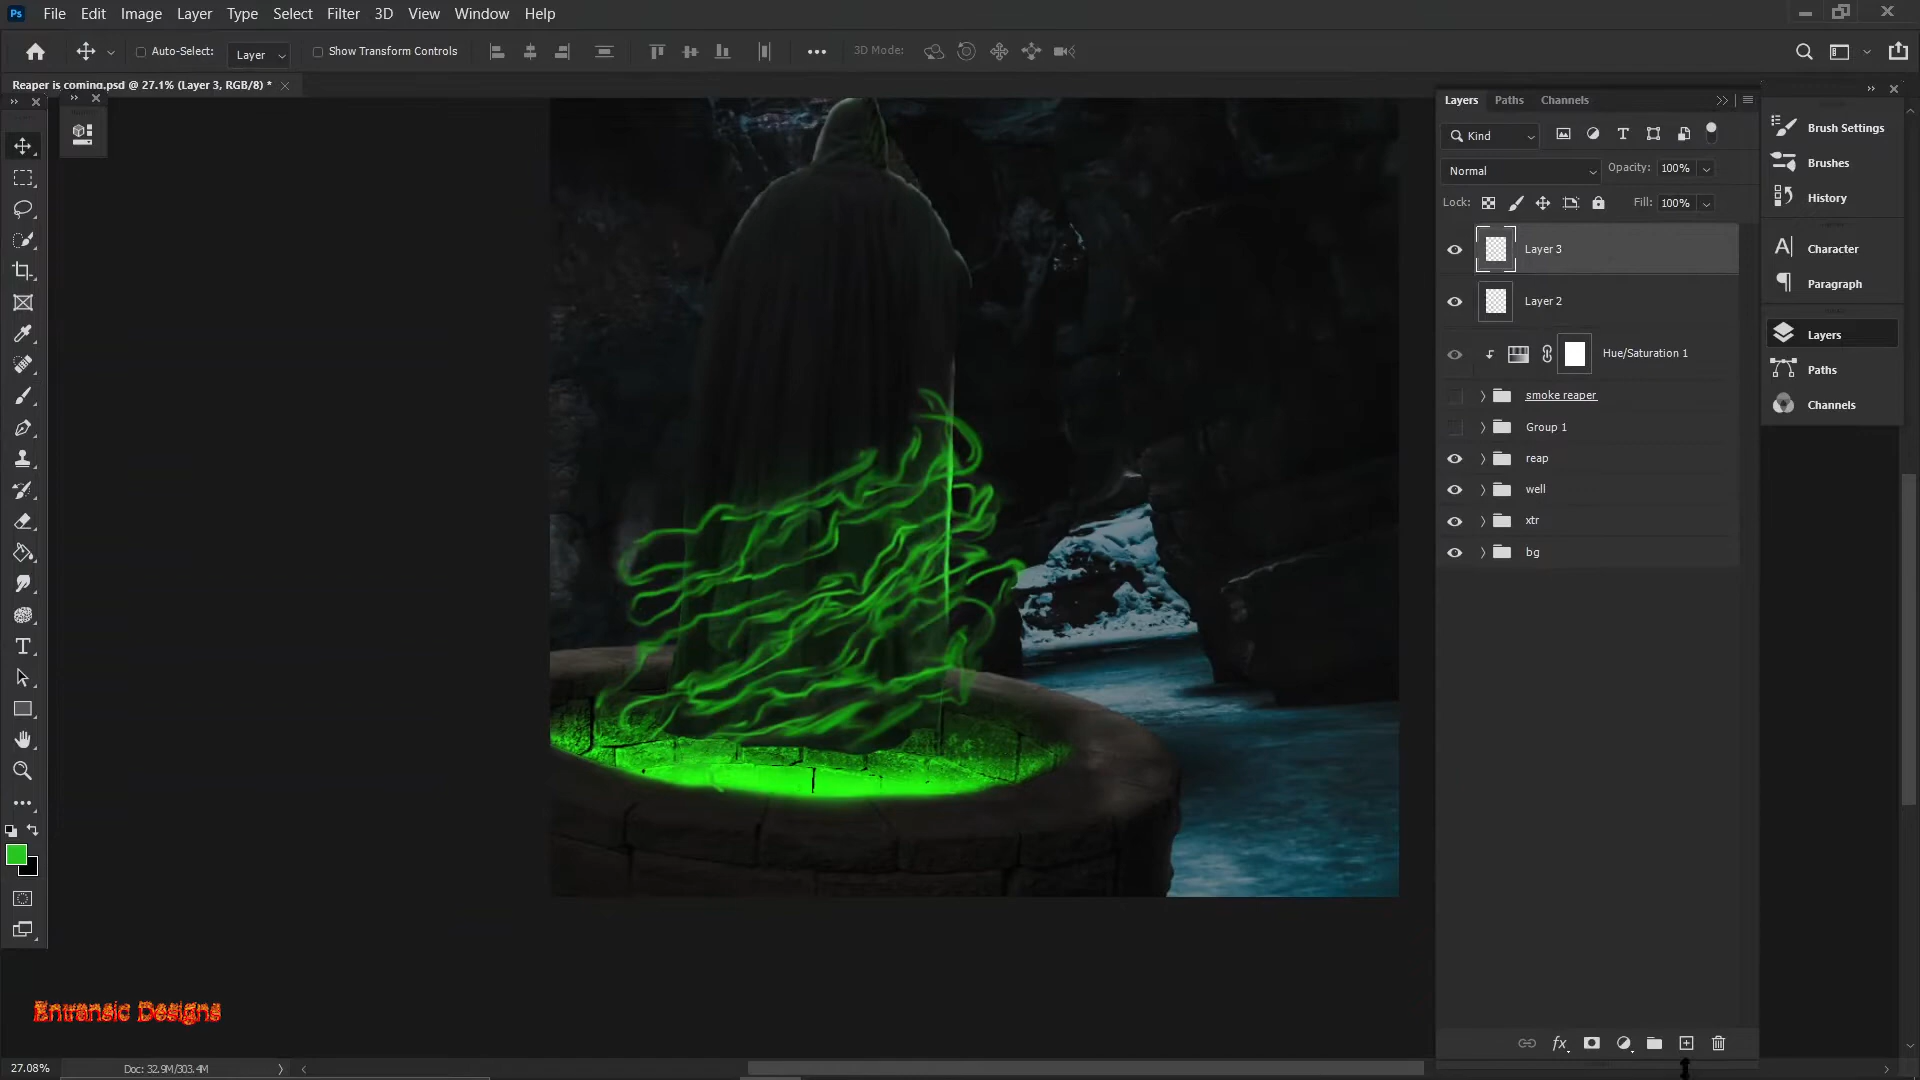 Ps File Edit Image Layer Type Select Filter 3D View Window Help
Auto-Select: Layer Show Transform Controls 3D Mode:
Reaper is coming.psd @ 27.1% (Layer 3, RGB/8) *
Layers Paths Channels
Kind
Normal Opacity: 100%
Lock: Fill: 100%
Layer 3
Layer 2
Hue/Saturation 1
smoke reaper
Group 1
reap
well
xtr
bg
fx
Brush Settings
Brushes
History
Character
Paragraph
Layers
Paths
Channels
Entransic Designs
27.08% Doc: 32.9M/303.4M